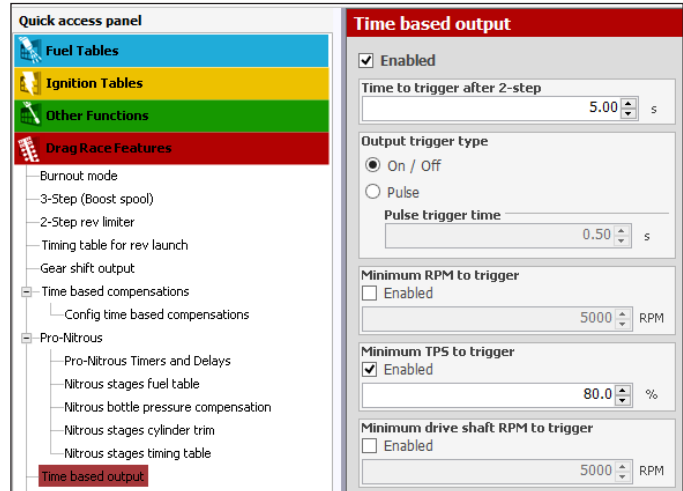 Quick access panel
Fuel Tables
Ignition Tables
Other Functions
Drag Race Features
Burnout mode
3-Step (Boost spool)
2-Step rev limiter
Timing table for rev launch
Gear shift output
Time based compensations
Config time based compensations
Pro-Nitrous
Pro-Nitrous Timers and Delays
Nitrous stages fuel table
Nitrous bottle pressure compensation
Nitrous stages cylinder trim
Nitrous stages timing table
Time based output
Time based output
Enabled
Time to trigger after 2-step
5.00 s
Output trigger type
On / Off
Pulse
Pulse trigger time
0.50 s
Minimum RPM to trigger
Enabled
5000 RPM
Minimum TPS to trigger
Enabled
80.0 %
Minimum drive shaft RPM to trigger
Enabled
5000 RPM